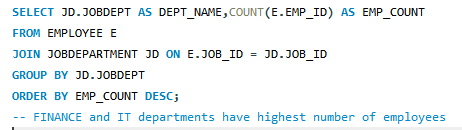 SELECT JD.JOBDEPT AS DEPT_NAME,COUNT(E.EMP_ID) AS EMP_COUNT
FROM EMPLOYEE E
JOIN JOBDEPARTMENT JD ON E.JOB_ID = JD.JOB_ID
GROUP BY JD.JOBDEPT
ORDER BY EMP_COUNT DESC;
-- FINANCE and IT departments have highest number of employees